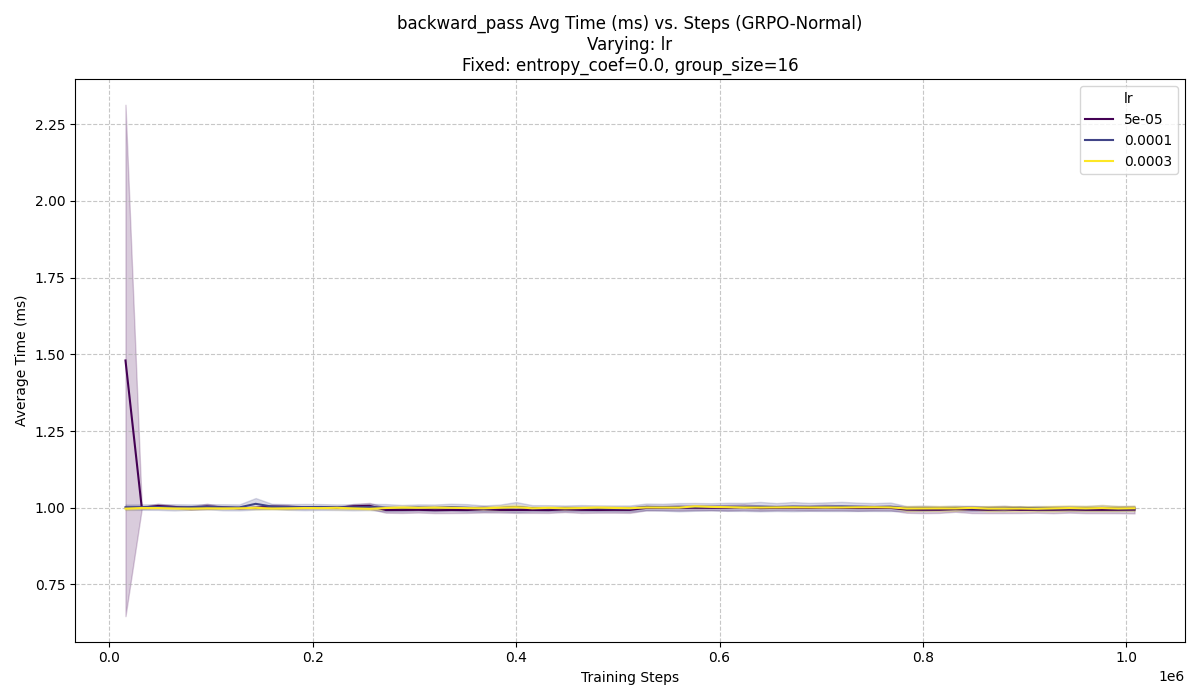 backward_pass Avg Time (ms) vs. Steps (GRPO-Normal)
Varying: lr
Fixed: entropy_coef=0.0, group_size=16
lr
5e-05
0.0001
0.0003
Average Time (ms)
2.25
2.00
1.75
1.50
1.25
1.00
0.75
0.0
0.2
0.4
0.6
0.8
1.0
1e6
Training Steps